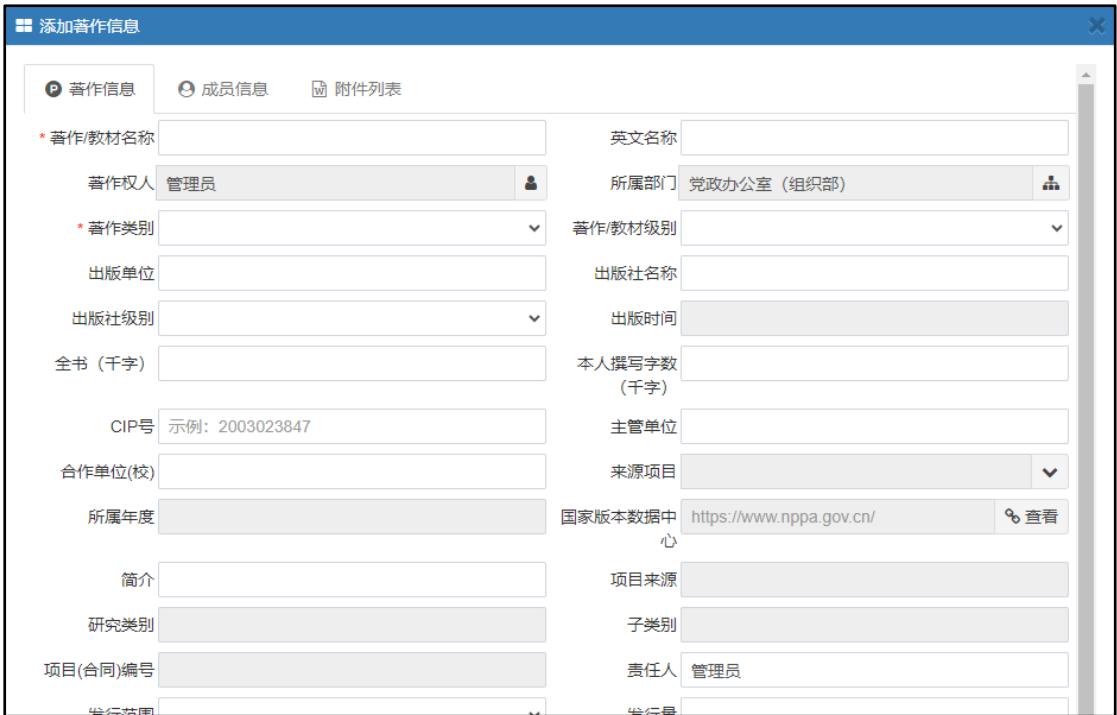 添加著作信息
著作信息 成员信息 附件列表
* 著作/教材名称 英文名称
著作权人 管理员 所属部门 党政办公室（组织部）
* 著作类别 著作/教材级别
出版单位 出版社名称
出版社级别 出版时间
全书（千字） 本人撰写字数
（千字）
CIP号 示例：2003023847 主管单位
合作单位(校) 来源项目
所属年度 国家版本数据中 https://www.nppa.gov.cn/ 查看
心
简介 项目来源
研究类别 子类别
项目(合同)编号 责任人 管理员
发行范围 发行量